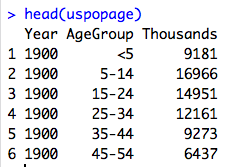 > head(uspopage)
Year AgeGroup Thousands
1 1900 <5 9181
2 1900 5-14 16966
3 1900 15-24 14951
4 1900 25-34 12161
5 1900 35-44 9273
6 1900 45-54 6437